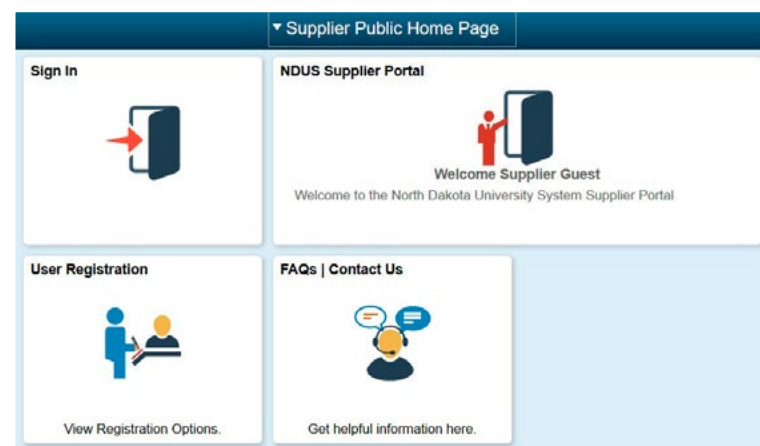 ▾ Supplier Public Home Page
Sign In
NDUS Supplier Portal
Welcome Supplier Guest
Welcome to the North Dakota University System Supplier Portal
User Registration
FAQs | Contact Us
View Registration Options.
Get helpful information here.